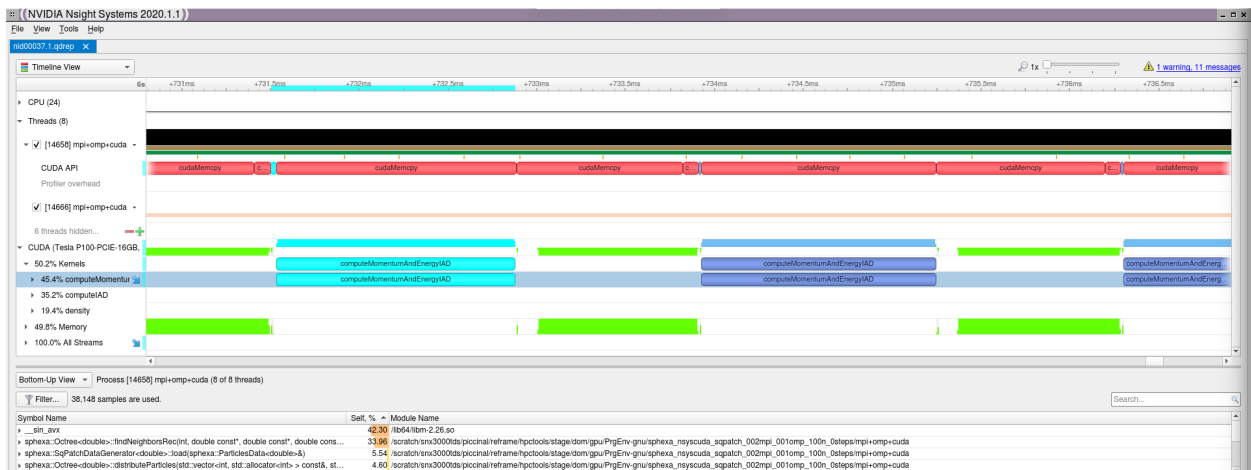 ((NVIDIA Nsight Systems 2020.1.1))
File View Tools Help
nid00037.1.qdrep ×
Timeline View 1x 1 warning, 11 messages
6s +731ms +731.5ms +732ms +732.5ms +733ms +733.5ms +734ms +734.5ms +735ms +735.5ms +736ms +736.5ms
CPU (24)
Threads (8)
[14658] mpi+omp+cuda
CUDA API cudaMemcpy c... cudaMemcpy cudaMemcpy c... cudaMemcpy cudaMemcpy c... cudaMemcpy
Profiler overhead
[14666] mpi+omp+cuda
6 threads hidden...
CUDA (Tesla P100-PCIE-16GB,
50.2% Kernels computeMomentumAndEnergyIAD computeMomentumAndEnergyIAD computeMomentumAndEnerg...
45.4% computeMomentu computeMomentumAndEnergyIAD computeMomentumAndEnergyIAD computeMomentumAndEnerg...
35.2% computeIAD
19.4% density
49.8% Memory
100.0% All Streams
Bottom-Up View Process [14658] mpi+omp+cuda (8 of 8 threads)
Filter... 38,148 samples are used. Search...
Symbol Name Self, % Module Name
__sin_avx 42.30 /lib64/libm-2.26.so
sphexa::Octree<double>::findNeighborsRec(int, double const*, double const*, double cons... 33.96 /scratch/snx3000tds/piccinal/reframe/hpctools/stage/dom/gpu/PrgEnv-gnu/sphexa_nsyscuda_sqpatch_002mpi_001omp_100n_0steps/mpi+omp+cuda
sphexa::SqPatchDataGenerator<double>::load(sphexa::ParticlesData<double>&) 5.54 /scratch/snx3000tds/piccinal/reframe/hpctools/stage/dom/gpu/PrgEnv-gnu/sphexa_nsyscuda_sqpatch_002mpi_001omp_100n_0steps/mpi+omp+cuda
sphexa::Octree<double>::distributeParticles(std::vector<int, std::allocator<int> > const&, st... 4.60 /scratch/snx3000tds/piccinal/reframe/hpctools/stage/dom/gpu/PrgEnv-gnu/sphexa_nsyscuda_sqpatch_002mpi_001omp_100n_0steps/mpi+omp+cuda